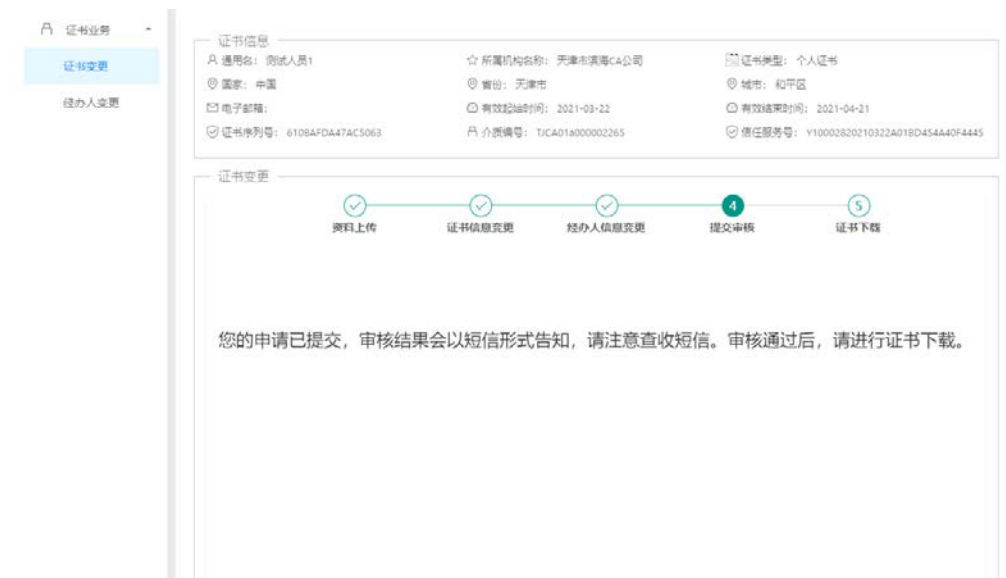 证书业务
证书变更
经办人变更
证书信息
通用名： 测试人员1 所属机构名称： 天津市滨海CA公司 证书类型： 个人证书
国家： 中国 省份： 天津市 城市： 和平区
电子邮箱： 有效起始时间： 2021-03-22 有效结束时间： 2021-04-21
证书序列号： 610BAFDA47AC5063 介质编号： TJCA01a000002265 信任服务号： Y10002820210322A01BD454A40F4445
证书变更
4 5
资料上传 证书信息变更 经办人信息变更 提交审核 证书下载
您的申请已提交，审核结果会以短信形式告知，请注意查收短信。审核通过后，请进行证书下载。